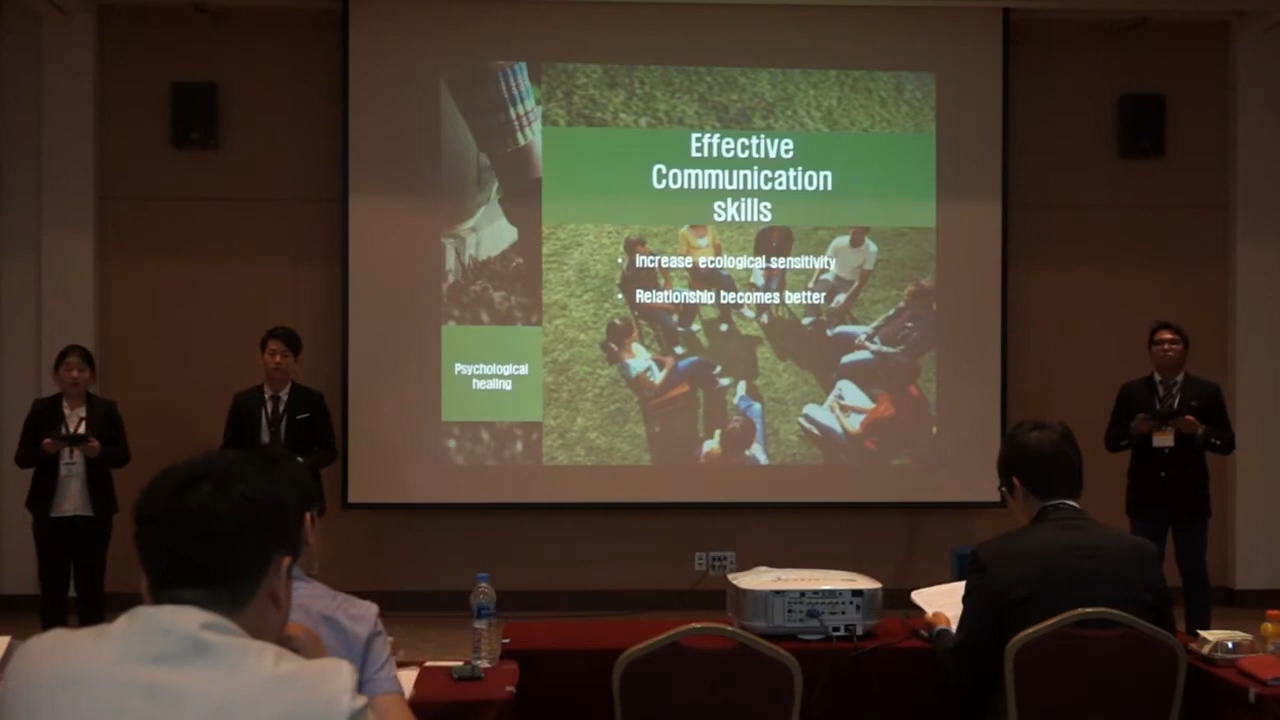 Effective
Communication
skills
• Increase ecological sensitivity
• Relationship becomes better
Psychological
healing